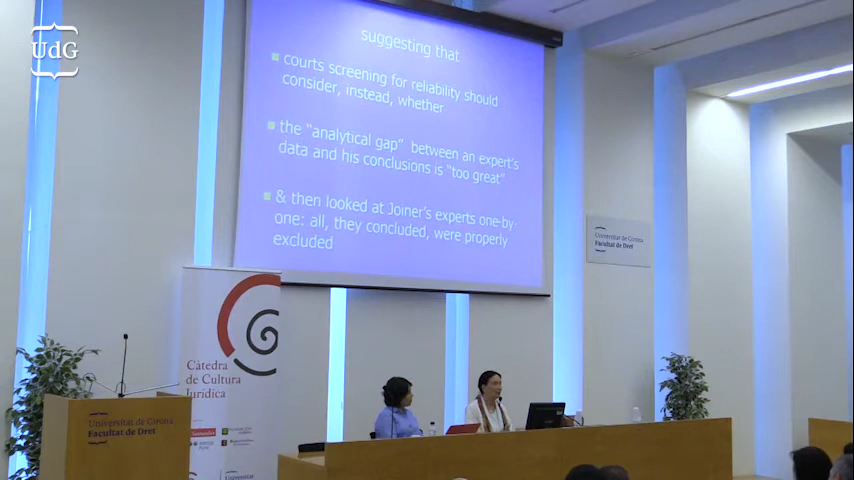 UdG
suggesting that
courts screening for reliability should
consider, instead, whether
the "analytical gap" between an expert's
data and his conclusions is "too great"
& then looked at Joiner's experts one-by-
one: all, they concluded, were properly
excluded
Universitat de Girona
Facultat de Dret
Càtedra
de Cultura
Jurídica
Universitat de Girona
Facultat de Dret